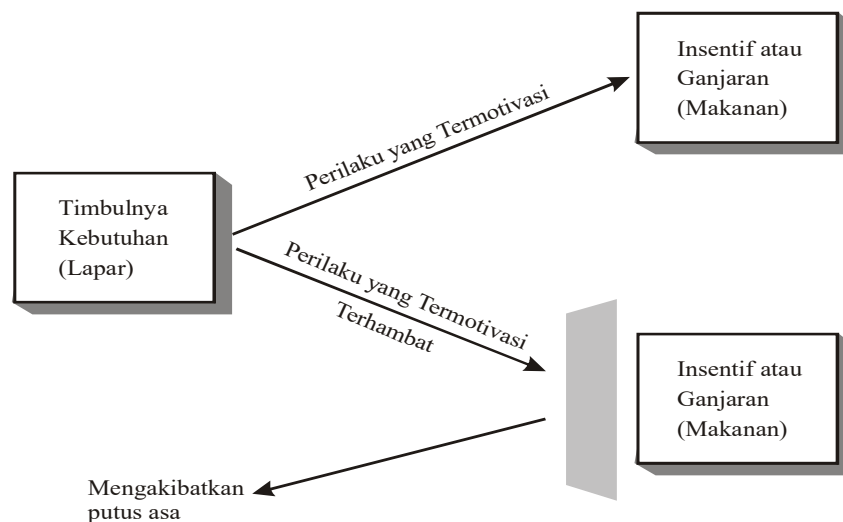 Insentif atau
Ganjaran
(Makanan)
Perilaku yang Termotivasi
Timbulnya
Kebutuhan
(Lapar)
Perilaku yang Termotivasi
Terhambat
Insentif atau
Ganjaran
(Makanan)
Mengakibatkan
putus asa